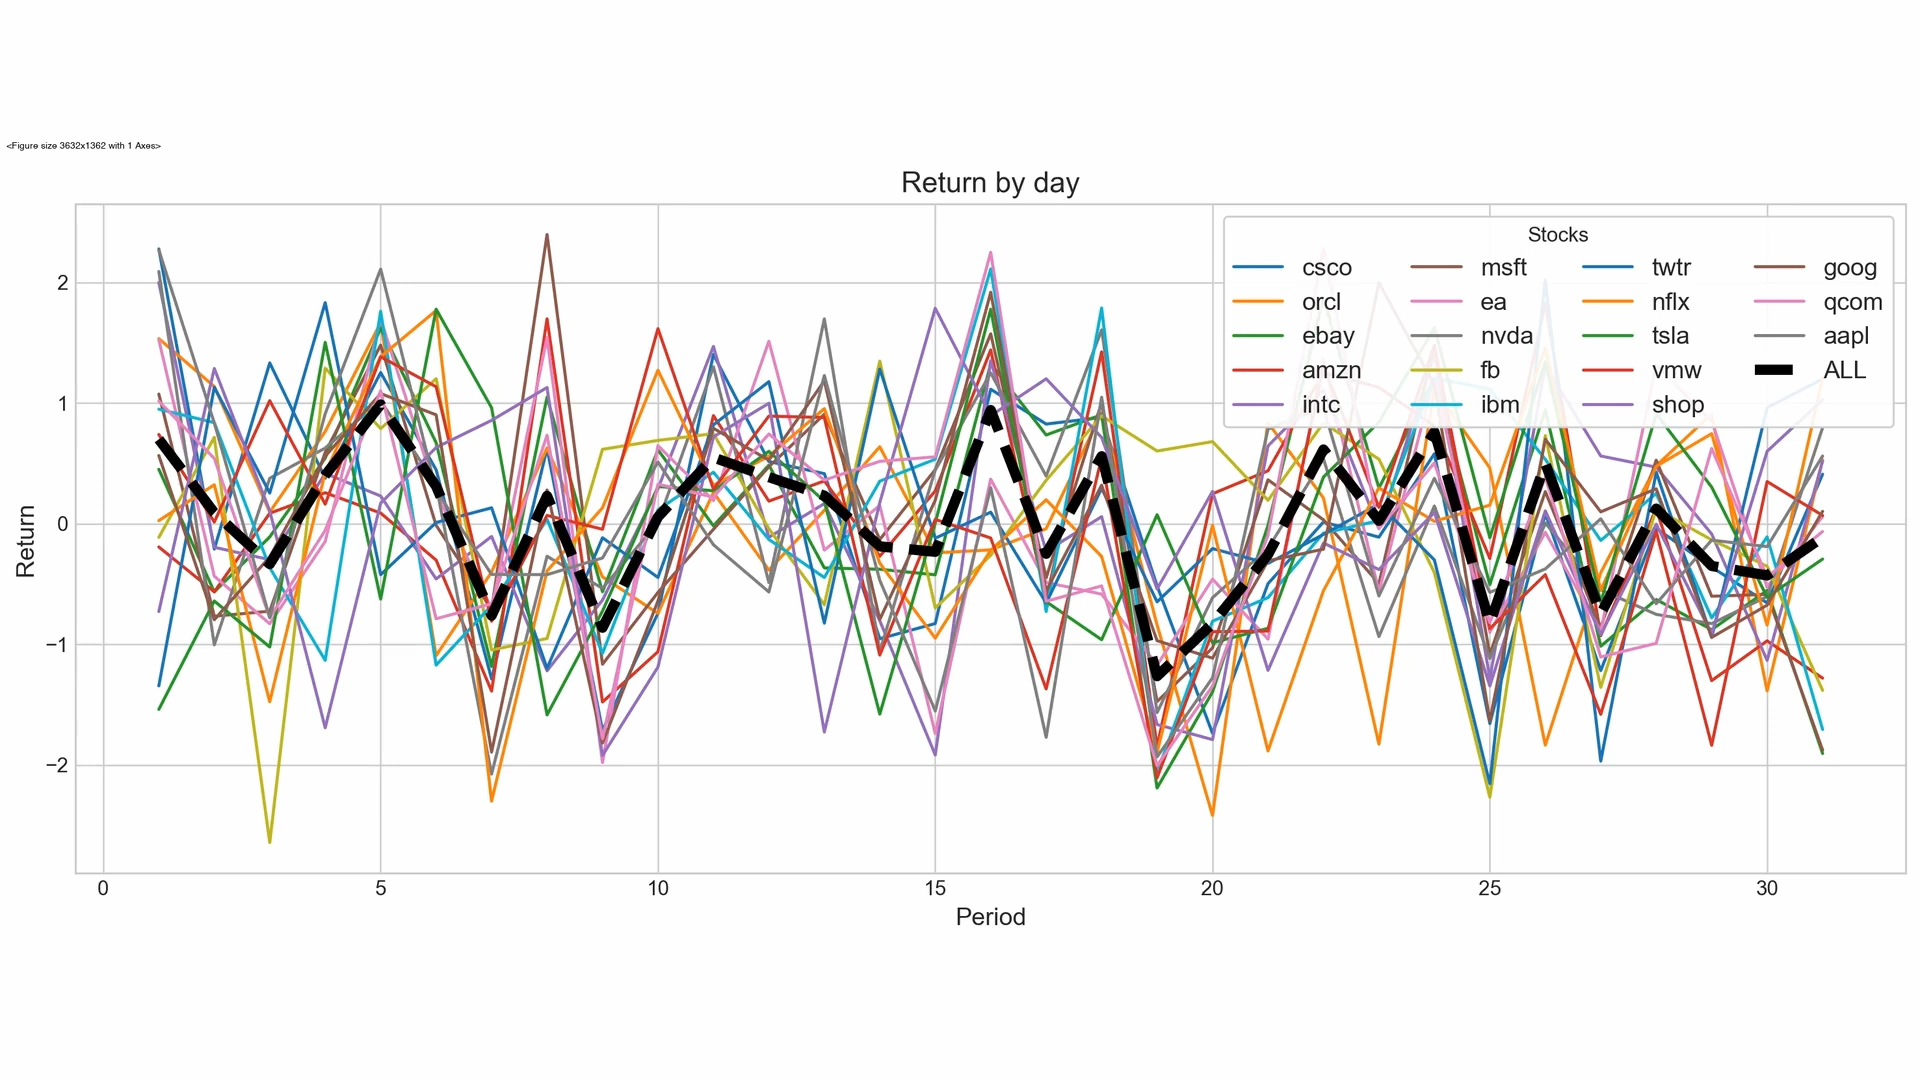 <Figure size 3632x1362 with 1 Axes>
Return by day
Stocks
csco msft twtr goog
orcl ea nflx qcom
ebay nvda tsla aapl
amzn fb vmw ALL
intc ibm shop
Return
2
1
0
−1
−2
0 5 10 15 20 25 30
Period